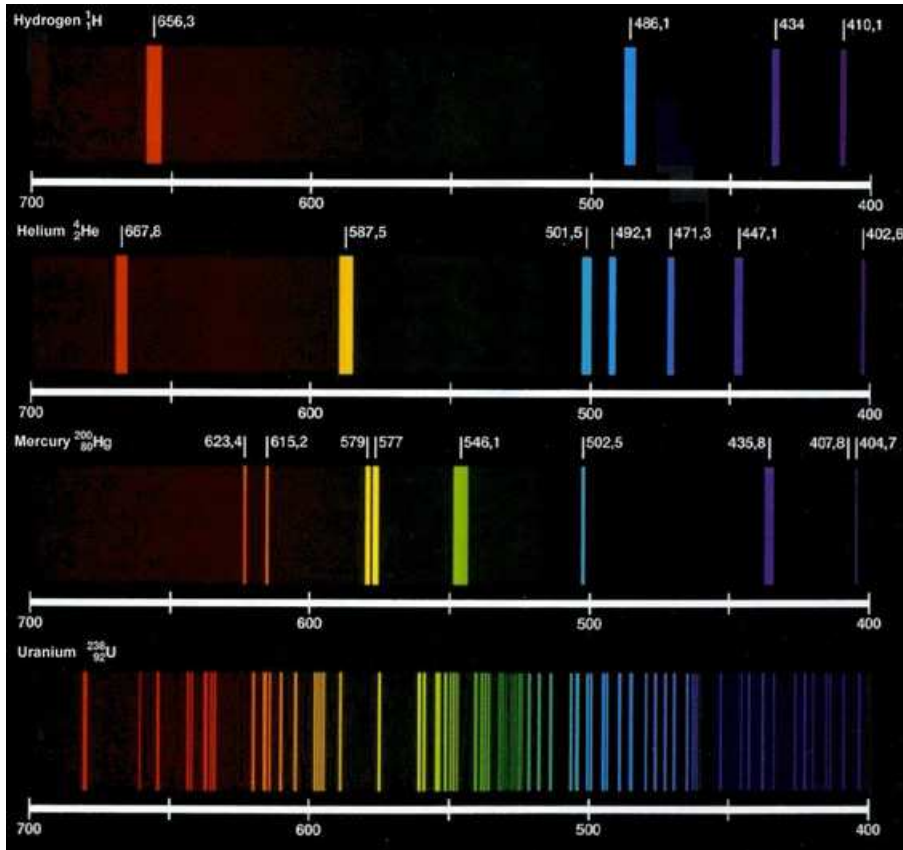 Hydrogen ¹₁H 656,3 486,1 434 410,1
700 600 500 400
Helium ⁴₂He 667,8 587,5 501,5 492,1 471,3 447,1 402,6
700 600 500 400
Mercury ²⁰⁰₈₀Hg 623,4 615,2 579 577 546,1 502,5 435,8 407,8 404,7
700 600 500 400
Uranium ²³⁸₉₂U
700 600 500 400